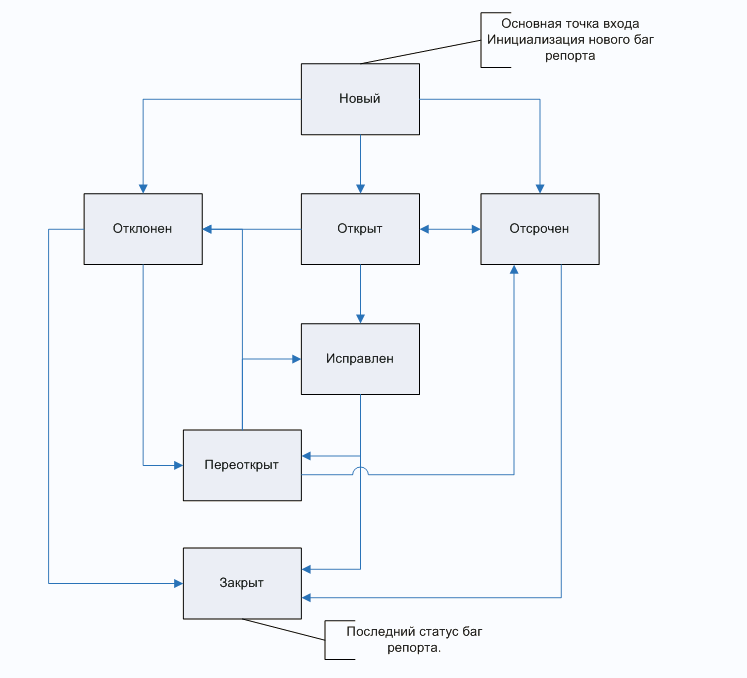 Основная точка входа
Инициализация нового баг
репорта
Новый
Отклонен
Открыт
Отсрочен
Исправлен
Переоткрыт
Закрыт
Последний статус баг
репорта.